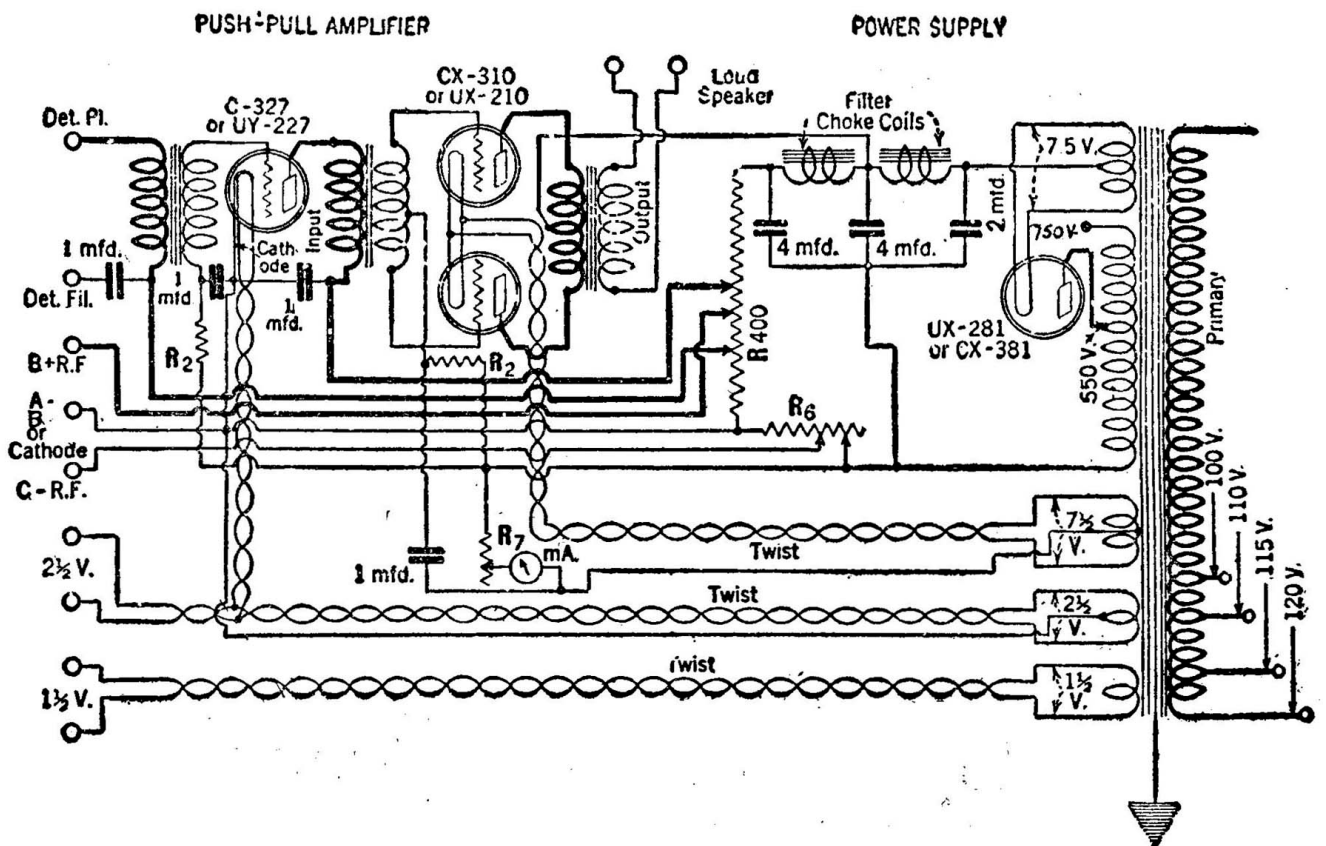 PUSH-PULL AMPLIFIER
POWER SUPPLY
CX-310
or UX-210
Loud
Speaker
C-327
or UY-227
Filter
Choke Coils
Det. Pl.
7.5 V.
Input
Output
Cath-
ode
1 mfd.
1
mfd
1
mfd.
4 mfd.
4 mfd.
2 mfd.
750 V.
Det. Fil.
UX-281
or CX-381
Primary
R 400
550 V.
B+R.F
R2
R2
A-
B-
or
Cathode
R6
C-R.F.
100 V.
110 V.
115 V.
120 V.
R7
mA.
1 mfd.
Twist
7½
V.
2½ V.
Twist
2½
V.
Twist
1½ V.
1½
V.